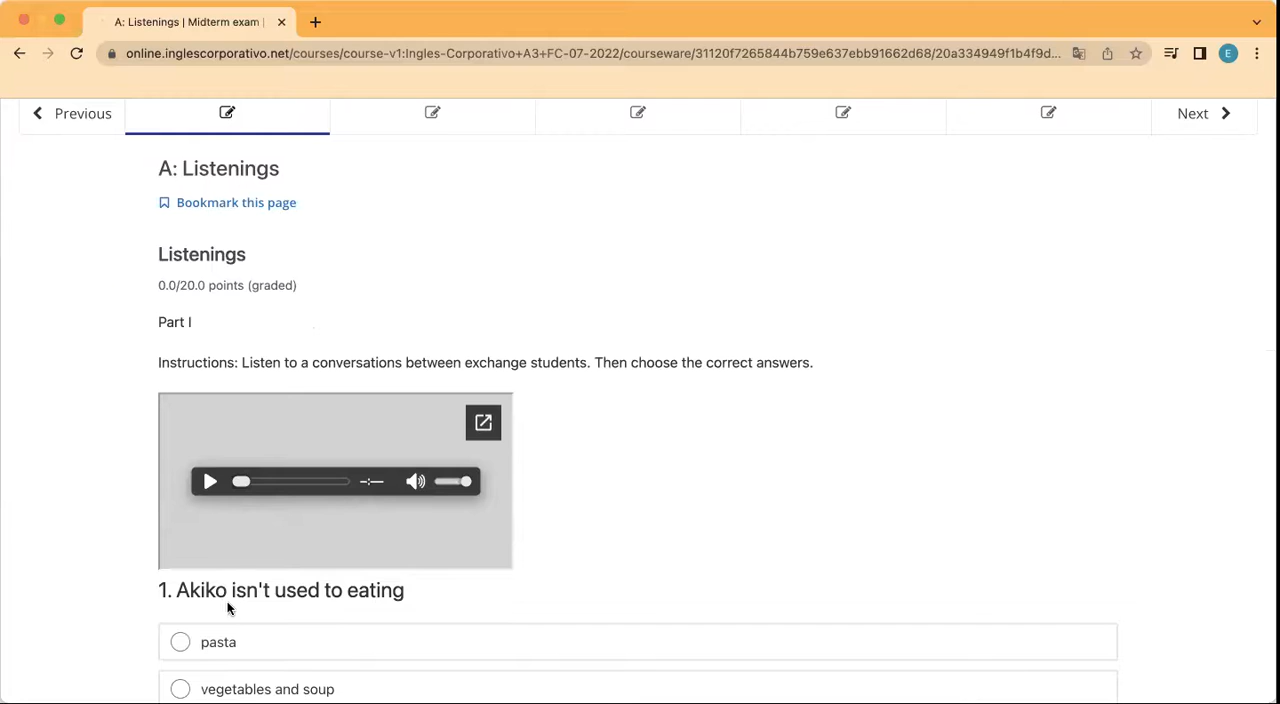 A: Listenings | Midterm exam |
online.inglescorporativo.net/courses/course-v1:Ingles-Corporativo+A3+FC-07-2022/courseware/31120f7265844b759e637ebb91662d68/20a334949f1b4f9d...
E
Previous
Next
A: Listenings
Bookmark this page
Listenings
0.0/20.0 points (graded)
Part I
Instructions: Listen to a conversations between exchange students. Then choose the correct answers.
--:--
1. Akiko isn't used to eating
pasta
vegetables and soup